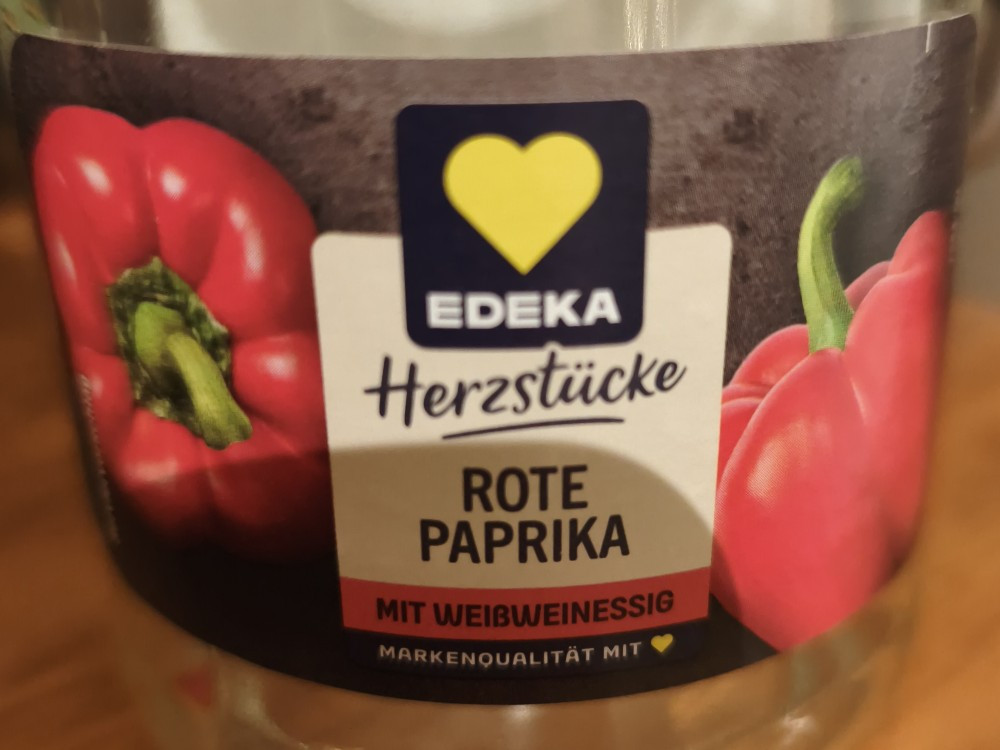 EDEKA
Herzstücke
ROTE
PAPRIKA
MIT WEIẞWEINESSIG
MARKENQUALITÄT MIT